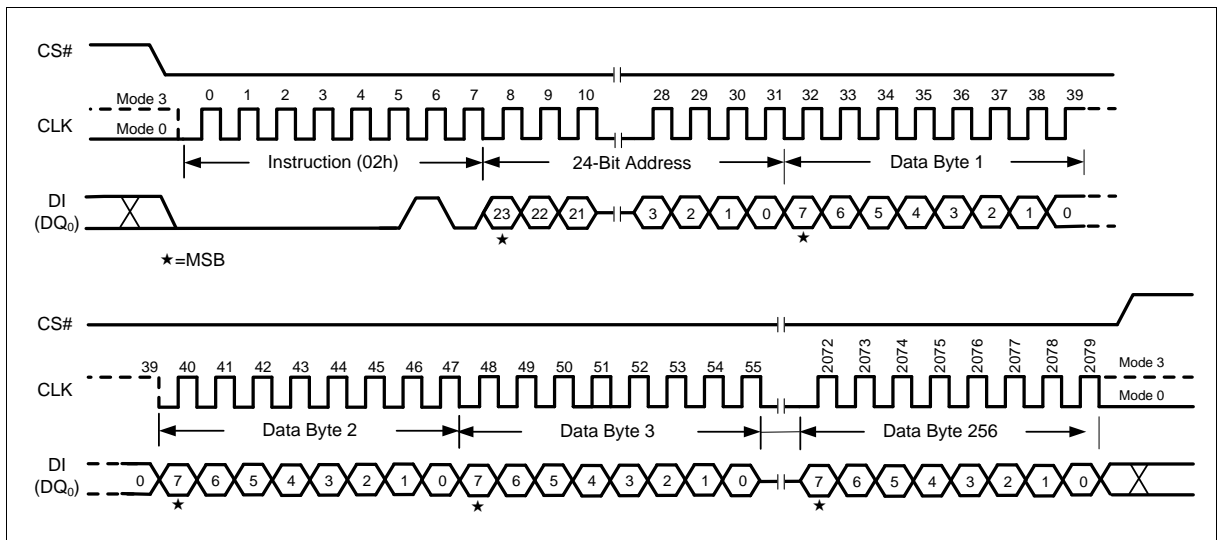 CS#
Mode 3
0 1 2 3 4 5 6 7 8 9 10 28 29 30 31 32 33 34 35 36 37 38 39
CLK
Mode 0
Instruction (02h) 24-Bit Address Data Byte 1
DI
(DQ0)
23 22 21 3 2 1 0 7 6 5 4 3 2 1 0
★ ★
★=MSB
CS#
39 40 41 42 43 44 45 46 47 48 49 50 51 52 53 54 55 2072 2073 2074 2075 2076 2077 2078 2079
Mode 3
CLK
Mode 0
Data Byte 2 Data Byte 3 Data Byte 256
DI
(DQ0)
0 7 6 5 4 3 2 1 0 7 6 5 4 3 2 1 0 7 6 5 4 3 2 1 0
★ ★ ★